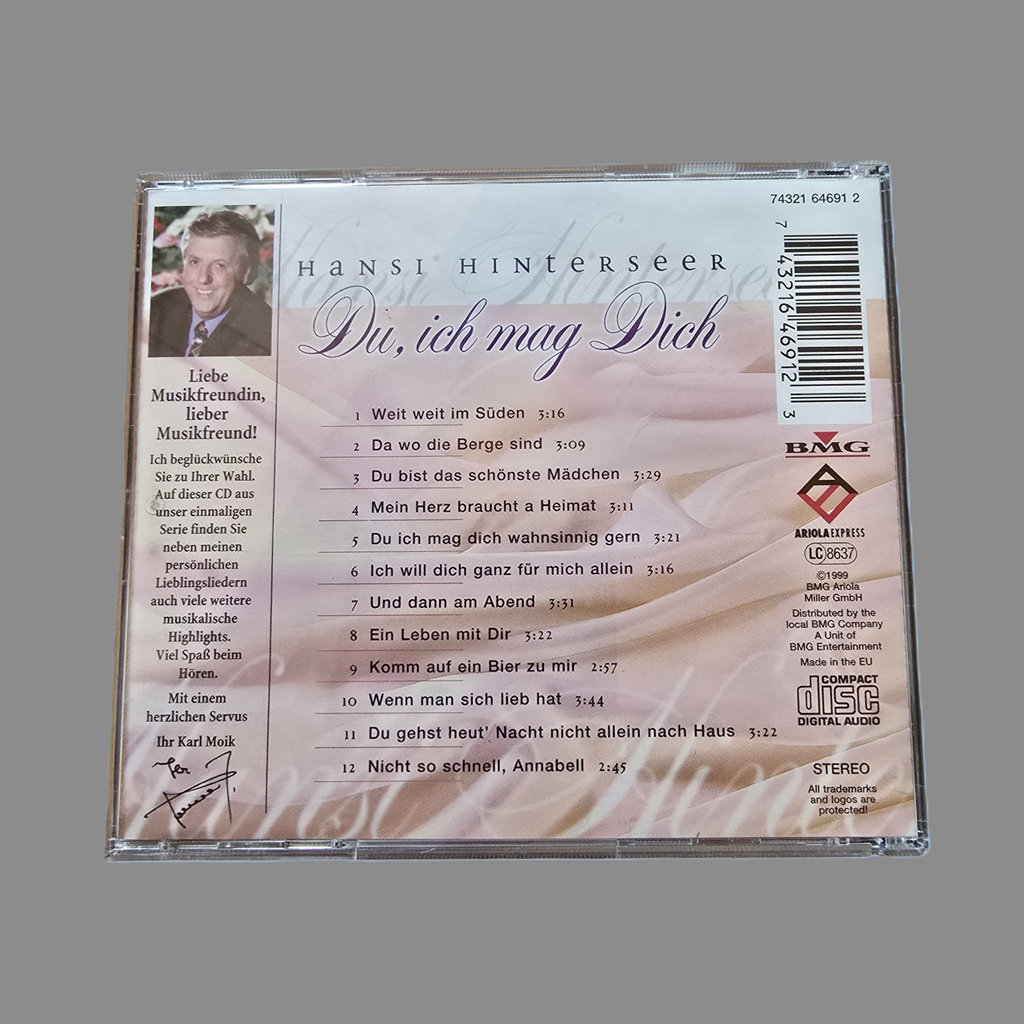 HANSI HINTERSEER
Du, ich mag Dich
Liebe
Musikfreundin,
lieber
Musikfreund!
Ich beglückwünsche
Sie zu Ihrer Wahl.
Auf dieser CD aus
unser einmaligen
Serie finden Sie
neben meinen
persönlichen
Lieblingsliedern
auch viele weitere
musikalische
Highlights.
Viel Spaß beim
Hören.
Mit einem
herzlichen Servus
Ihr Karl Moik
1 Weit weit im Süden 3:16
2 Da wo die Berge sind 3:09
3 Du bist das schönste Mädchen 3:29
4 Mein Herz braucht a Heimat 3:11
5 Du ich mag dich wahnsinnig gern 3:21
6 Ich will dich ganz für mich allein 3:16
7 Und dann am Abend 3:31
8 Ein Leben mit Dir 3:22
9 Komm auf ein Bier zu mir 2:57
10 Wenn man sich lieb hat 3:44
11 Du gehst heut' Nacht nicht allein nach Haus 3:22
12 Nicht so schnell, Annabell 2:45
74321 64691 2
7 43216 46912 3
BMG
ARIOLA EXPRESS
LC 8637
©1999
BMG Ariola
Miller GmbH
Distributed by the
local BMG Company
A Unit of
BMG Entertainment
Made in the EU
COMPACT
disc
DIGITAL AUDIO
STEREO
All trademarks
and logos are
protected!